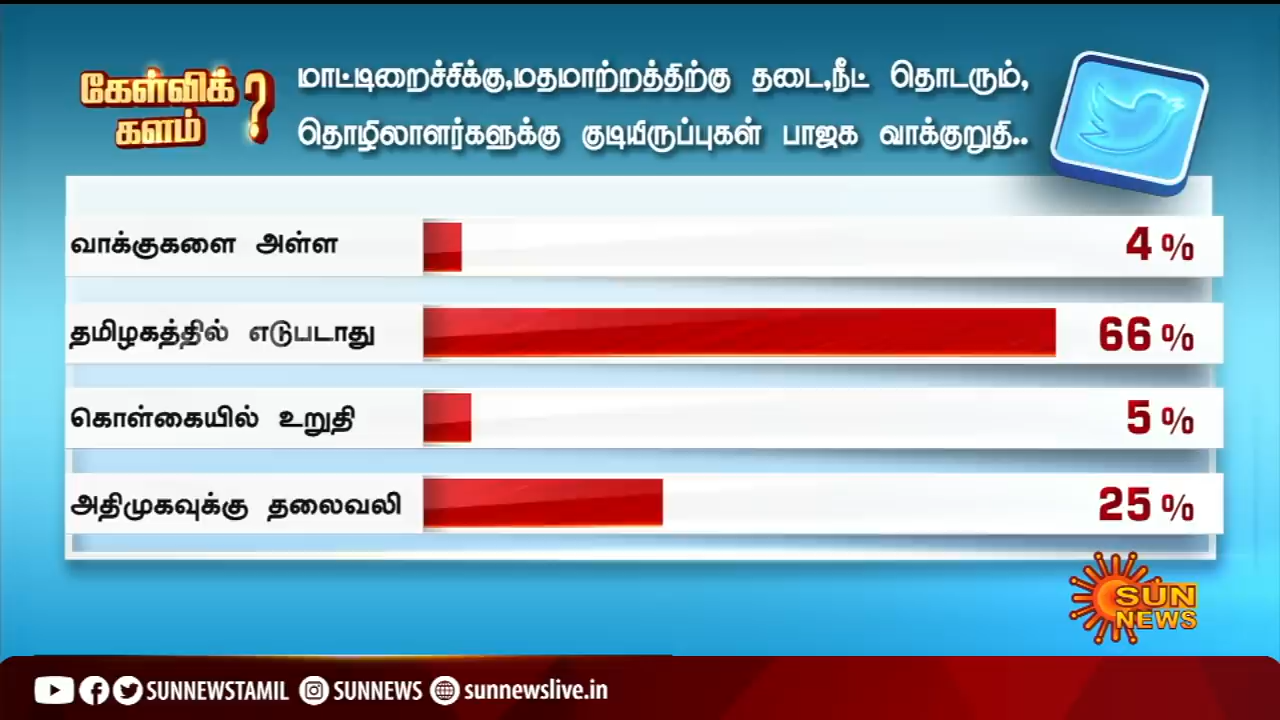 கேள்விக்
களம்
?
மாட்டிறைச்சிக்கு,மதமாற்றத்திற்கு தடை,நீட் தொடரும்,
தொழிலாளர்களுக்கு குடியிருப்புகள் பாஜக வாக்குறுதி..
வாக்குகளை அள்ள 4 %
தமிழகத்தில் எடுபடாது 66 %
கொள்கையில் உறுதி 5 %
அதிமுகவுக்கு தலைவலி 25 %
SUN
NEWS
SUNNEWSTAMIL SUNNEWS sunnewslive.in